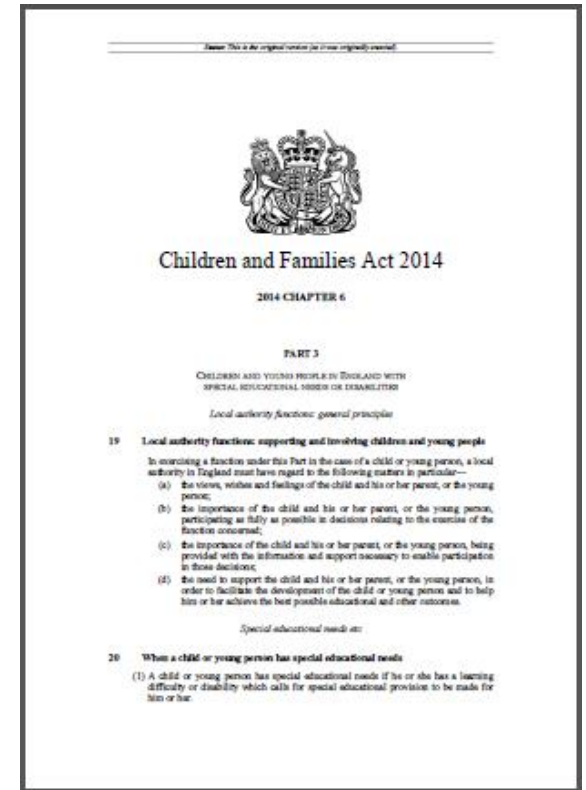 Status: This is the original version (as it was originally enacted).
Children and Families Act 2014
2014 CHAPTER 6
PART 3
CHILDREN AND YOUNG PEOPLE IN ENGLAND WITH
SPECIAL EDUCATIONAL NEEDS OR DISABILITIES
Local authority functions: general principles
19 Local authority functions: supporting and involving children and young people
In exercising a function under this Part in the case of a child or young person, a local
authority in England must have regard to the following matters in particular—
(a) the views, wishes and feelings of the child and his or her parent, or the young
person;
(b) the importance of the child and his or her parent, or the young person,
participating as fully as possible in decisions relating to the exercise of the
function concerned;
(c) the importance of the child and his or her parent, or the young person, being
provided with the information and support necessary to enable participation
in those decisions;
(d) the need to support the child and his or her parent, or the young person, in
order to facilitate the development of the child or young person and to help
him or her achieve the best possible educational and other outcomes.
Special educational needs etc
20 When a child or young person has special educational needs
(1) A child or young person has special educational needs if he or she has a learning
difficulty or disability which calls for special educational provision to be made for
him or her.